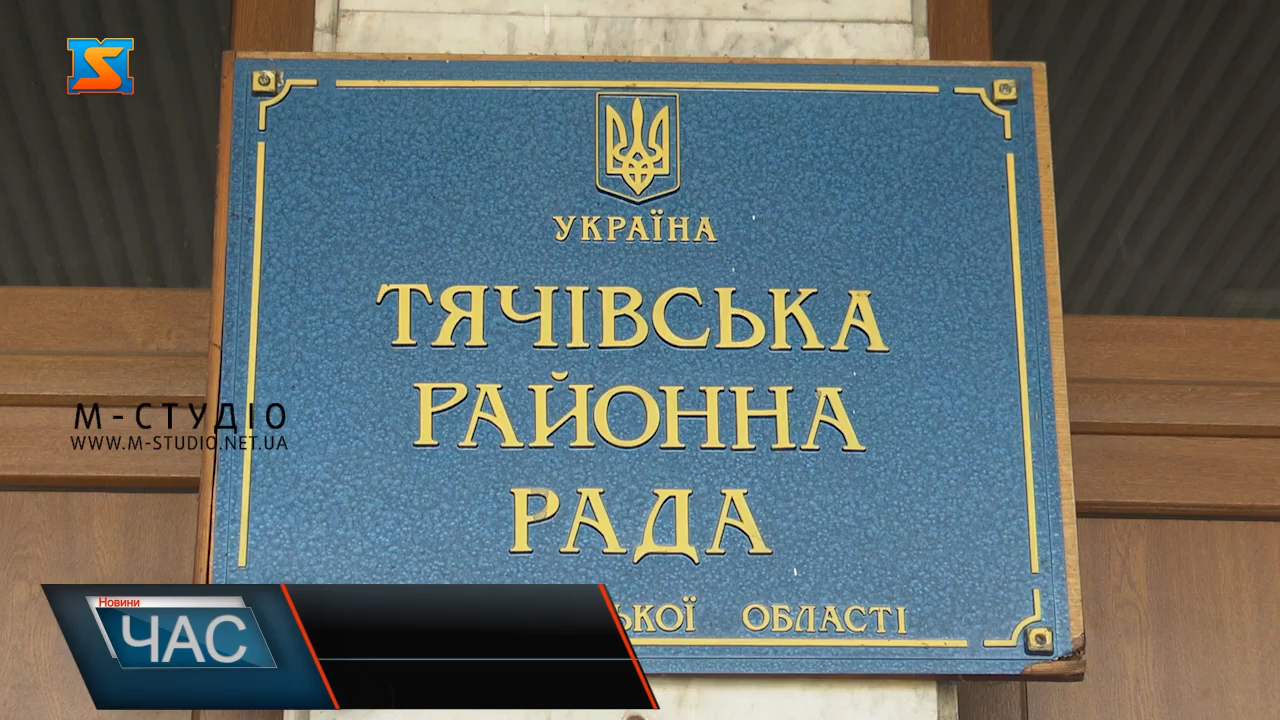 УКРАЇНА
ТЯЧІВСЬКА
РАЙОННА
РАДА
ОБЛАСТІ
М-СТУДІО
WWW.M-STUDIO.NET.UA
Новини
ЧАС